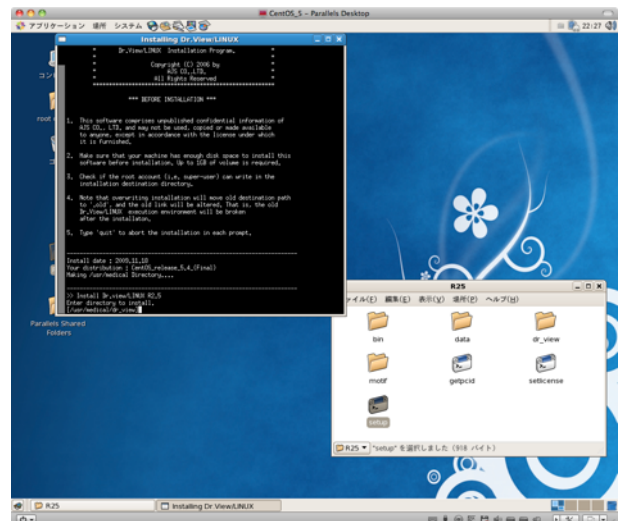 CentOS_S - Parallels Desktop
アプリケーション 場所 システム
22:27
Installing Dr.View/LINUX
* Dr.View/LINUX Installation Program. *
* Copyright (C) 2006 by *
* AJS CO.,LTD. *
* All Rights Reserved *
*** BEFORE INSTALLATION ***
1. This software comprises unpublished confidential information of
AJS CO., LTD. and may not be used, copied or made available
to anyone, except in accordance with the license under which
it is furnished.
2. Make sure that your machine has enough disk space to install this
software before installation. Up to 1GB of volume is required.
3. Check if the root account (i.e. super-user) can write in the
installation destination directory.
4. Note that overwriting installation will move old destination path
to '.old', and the old link will be altered. That is, the old
Dr.View/LINUX execution environment will be broken
after the installaton.
5. Type 'quit' to abort the installation in each prompt.
Install date : 2009.11.10
Your distribution : CentOS_release_5.4_(Final)
Making /usr/medical Directory....
>> Install Dr.view/LINUX R2.5
Enter directory to install.
[/usr/medical/dr_view]
コン
root
Parallels Shared
Folders
R25
ファイル(F) 編集(E) 表示(V) 場所(P) ヘルプ(H)
bin data dr_view
motif getpcid setlicense
setup
R25 "setup" を選択しました (918 バイト)
R25 Installing Dr.View/LINUX